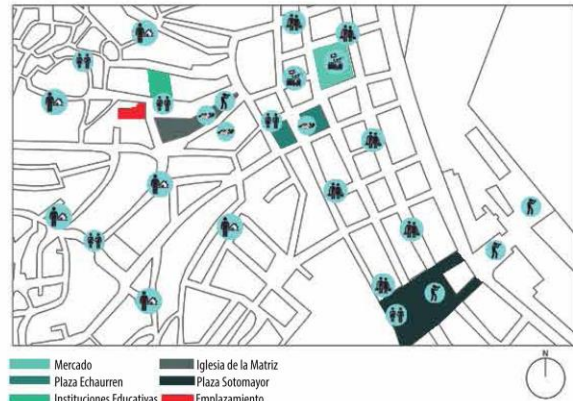 N
Mercado
Iglesia de la Matriz
Plaza Echaurren
Plaza Sotomayor
Instituciones Educativas
Emplazamiento